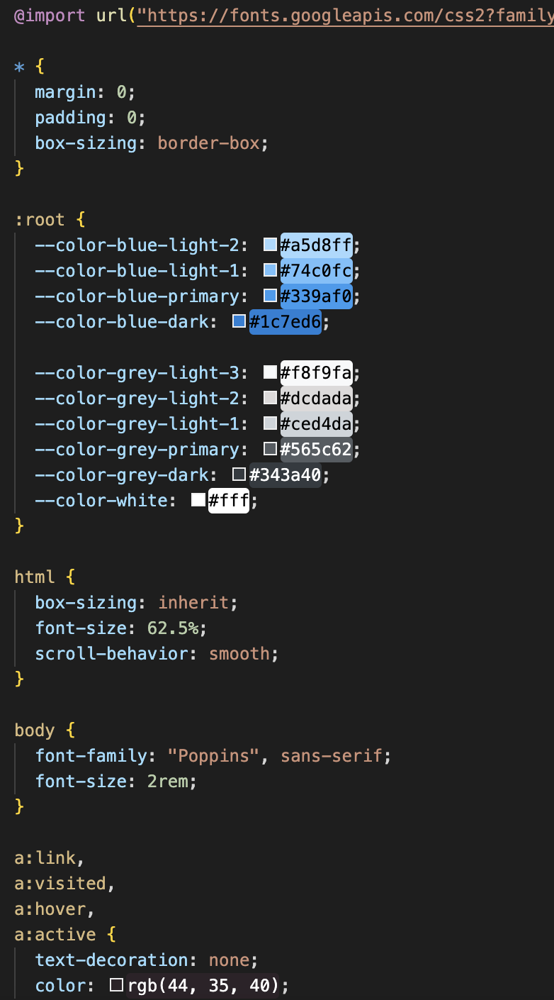 @import url("https://fonts.googleapis.com/css2?family
* {
margin: 0;
padding: 0;
box-sizing: border-box;
}
:root {
--color-blue-light-2: #a5d8ff;
--color-blue-light-1: #74c0fc;
--color-blue-primary: #339af0;
--color-blue-dark: #1c7ed6;
--color-grey-light-3: #f8f9fa;
--color-grey-light-2: #dcdada;
--color-grey-light-1: #ced4da;
--color-grey-primary: #565c62;
--color-grey-dark: #343a40;
--color-white: #fff;
}
html {
box-sizing: inherit;
font-size: 62.5%;
scroll-behavior: smooth;
}
body {
font-family: "Poppins", sans-serif;
font-size: 2rem;
}
a:link,
a:visited,
a:hover,
a:active {
text-decoration: none;
color: rgb(44, 35, 40);